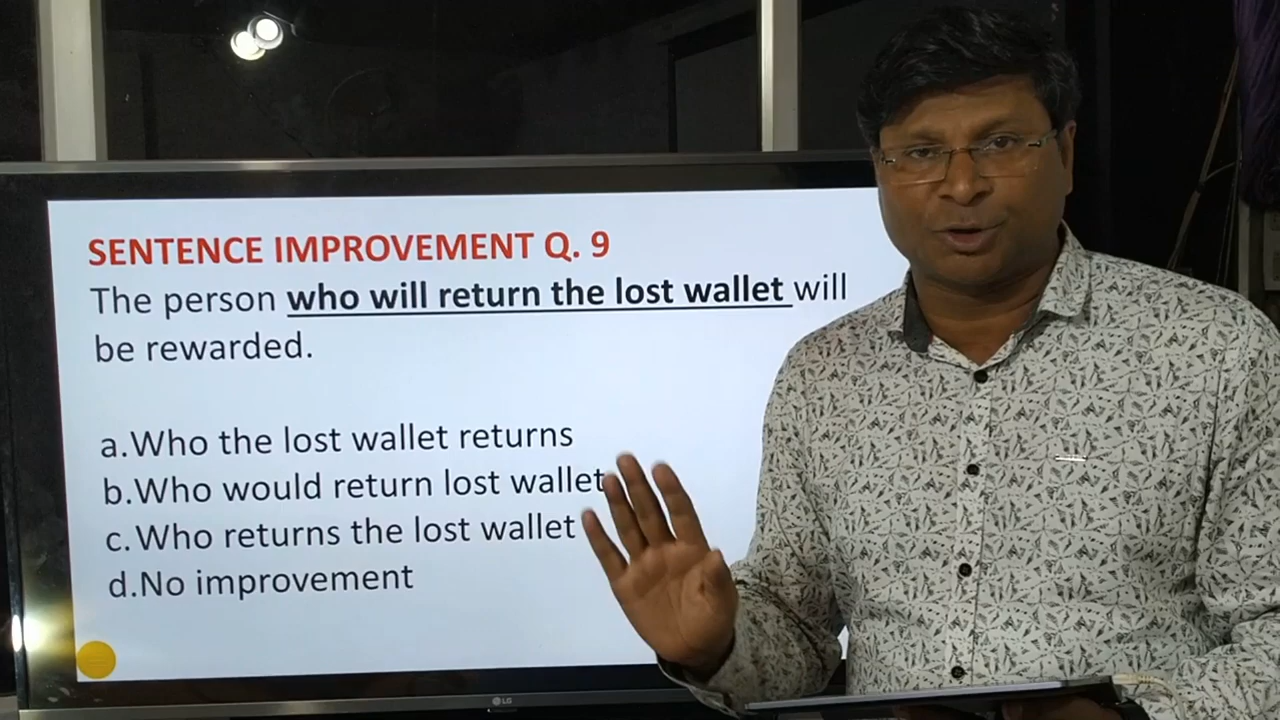 SENTENCE IMPROVEMENT Q. 9
The person who will return the lost wallet will
be rewarded.
a.Who the lost wallet returns
b.Who would return lost wallet
c. Who returns the lost wallet
d.No improvement
LG